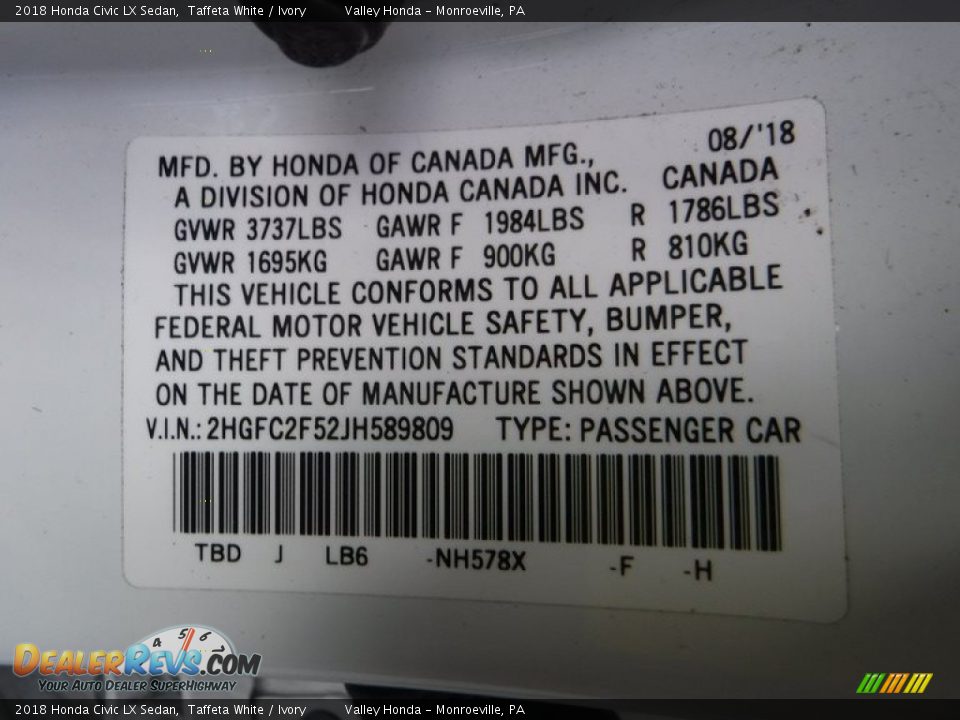 2018 Honda Civic LX Sedan, Taffeta White / Ivory Valley Honda - Monroeville, PA
08/'18
MFD. BY HONDA OF CANADA MFG.,
A DIVISION OF HONDA CANADA INC. CANADA
GVWR 3737LBS GAWR F 1984LBS R 1786LBS
GVWR 1695KG GAWR F 900KG R 810KG
THIS VEHICLE CONFORMS TO ALL APPLICABLE
FEDERAL MOTOR VEHICLE SAFETY, BUMPER,
AND THEFT PREVENTION STANDARDS IN EFFECT
ON THE DATE OF MANUFACTURE SHOWN ABOVE.
V.I.N.: 2HGFC2F52JH589809 TYPE: PASSENGER CAR
TBD J LB6 -NH578X -F -H
4 5 6 7
DEALERREVS.COM
YOUR AUTO DEALER SUPERHIGHWAY
2018 Honda Civic LX Sedan, Taffeta White / Ivory Valley Honda - Monroeville, PA